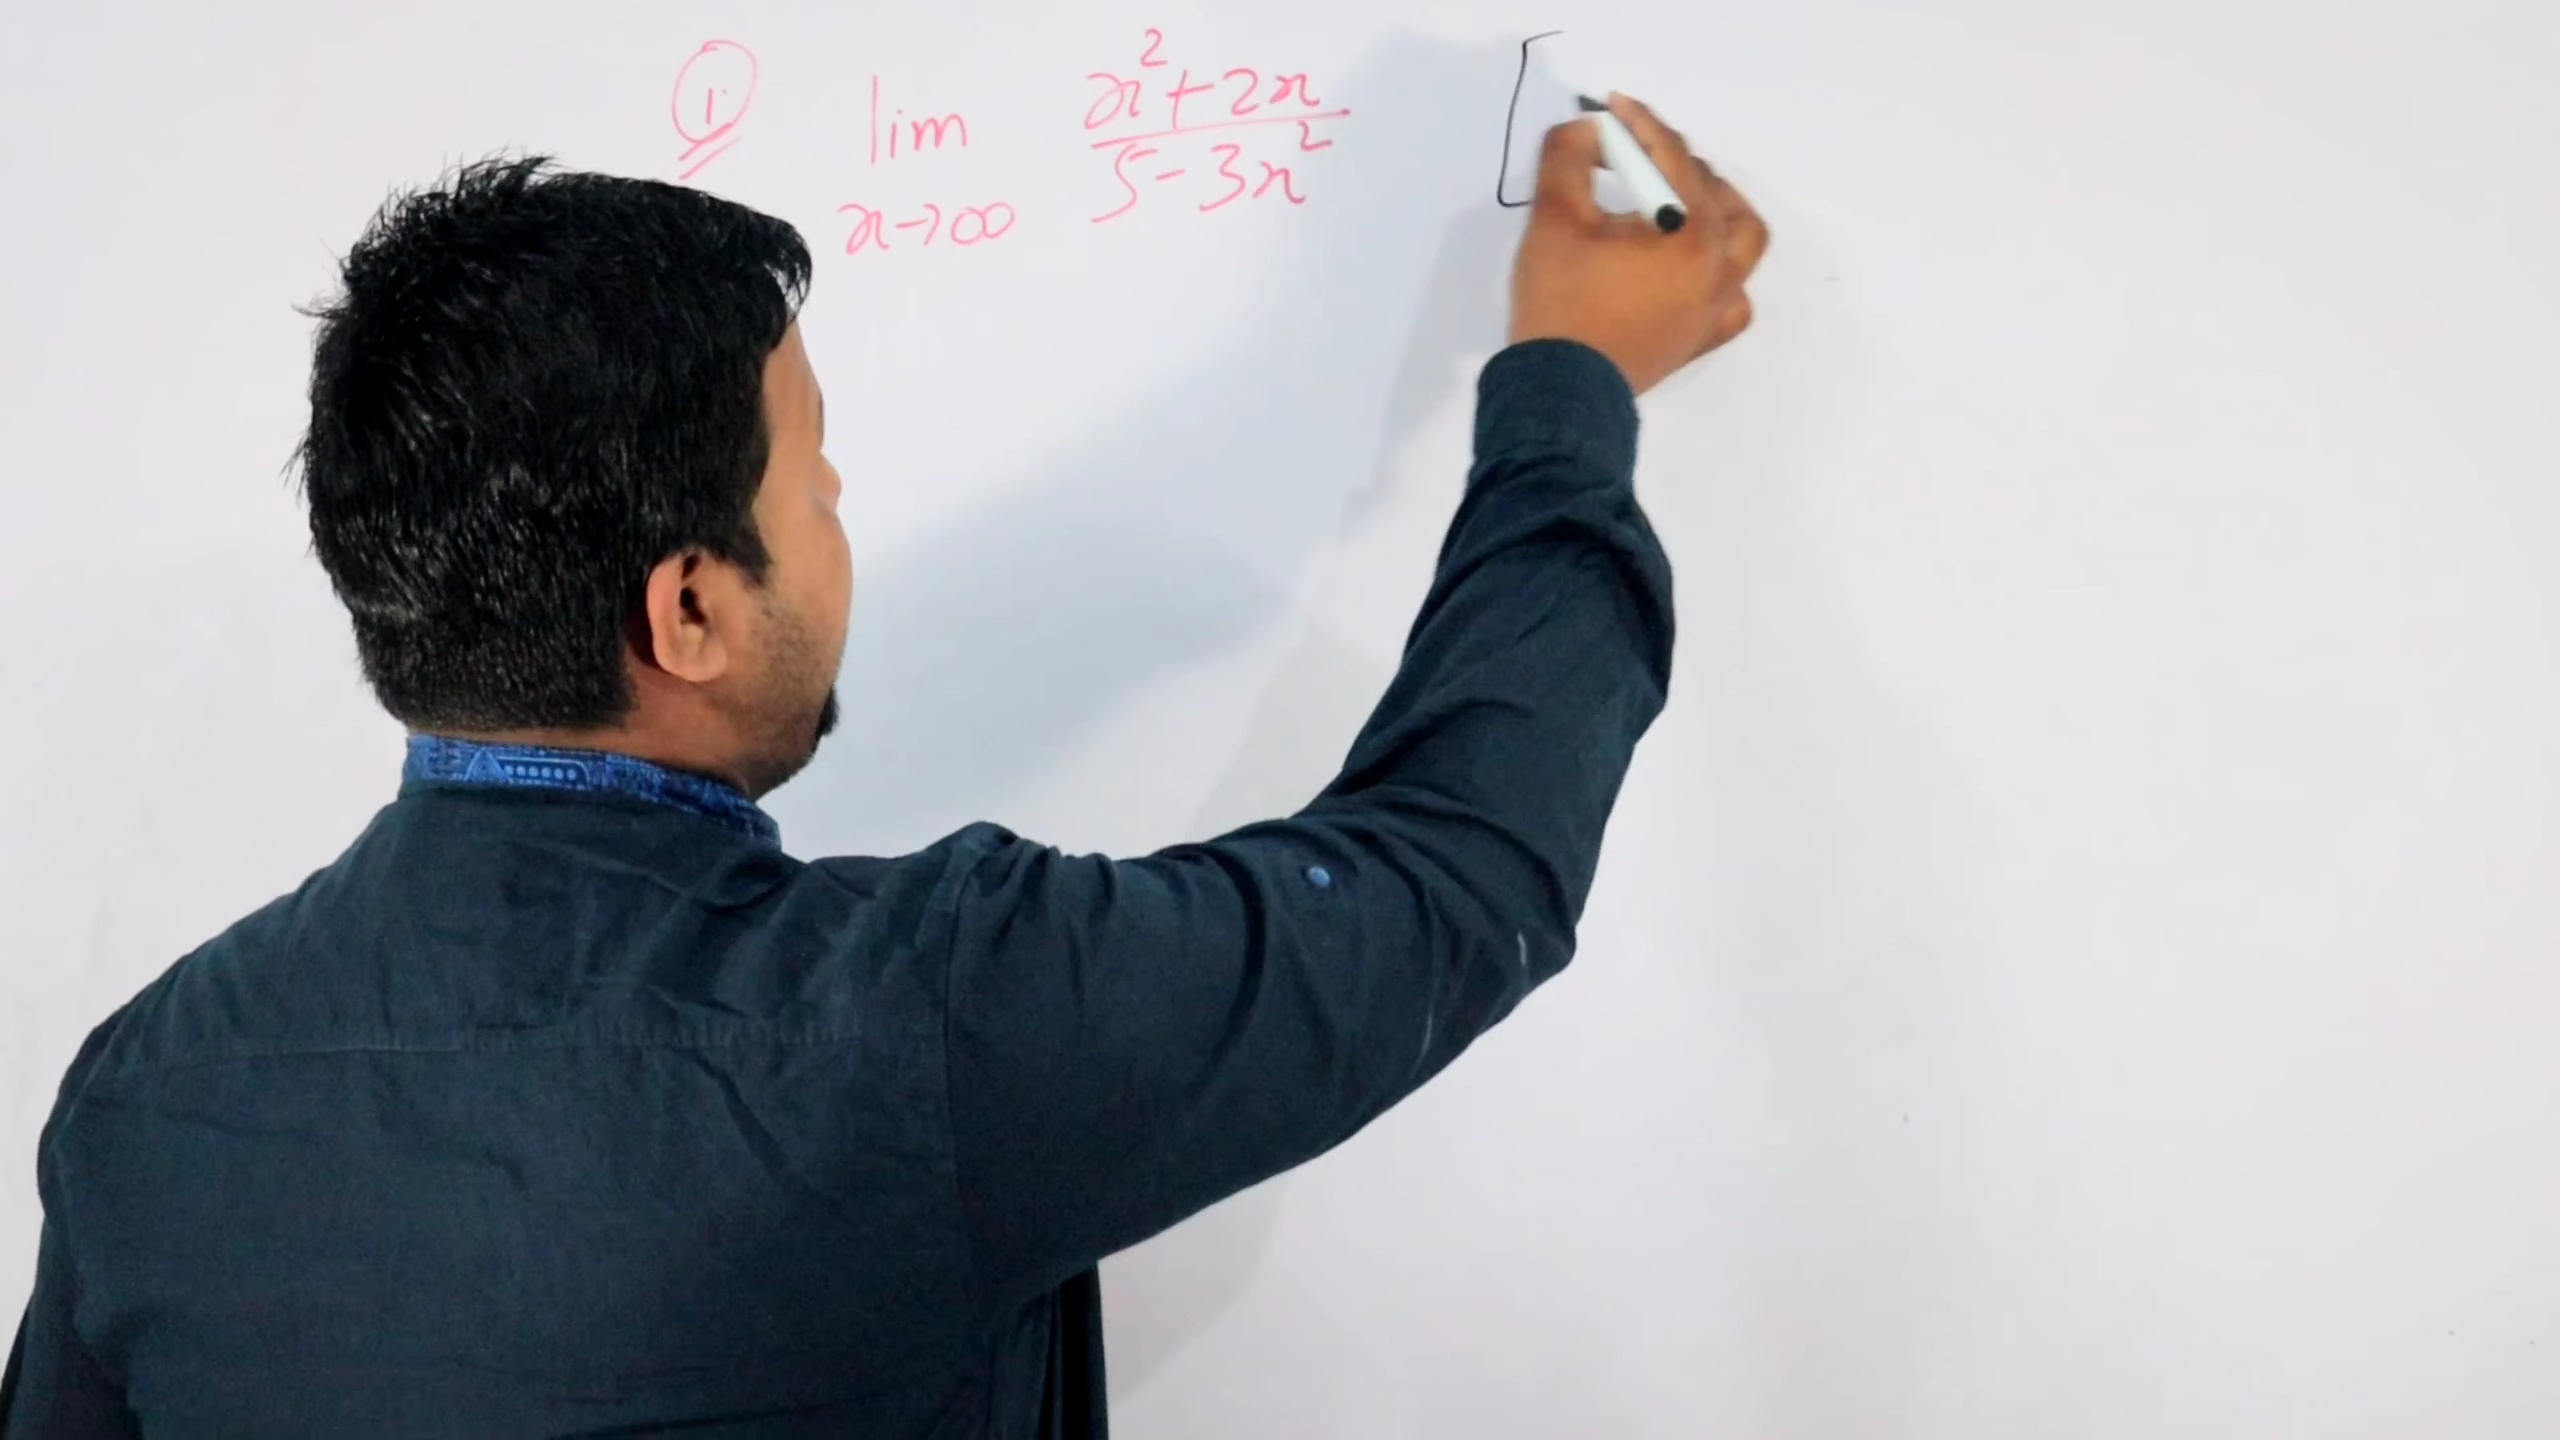 ① lim x²+2x [
x→∞ 5-3x²